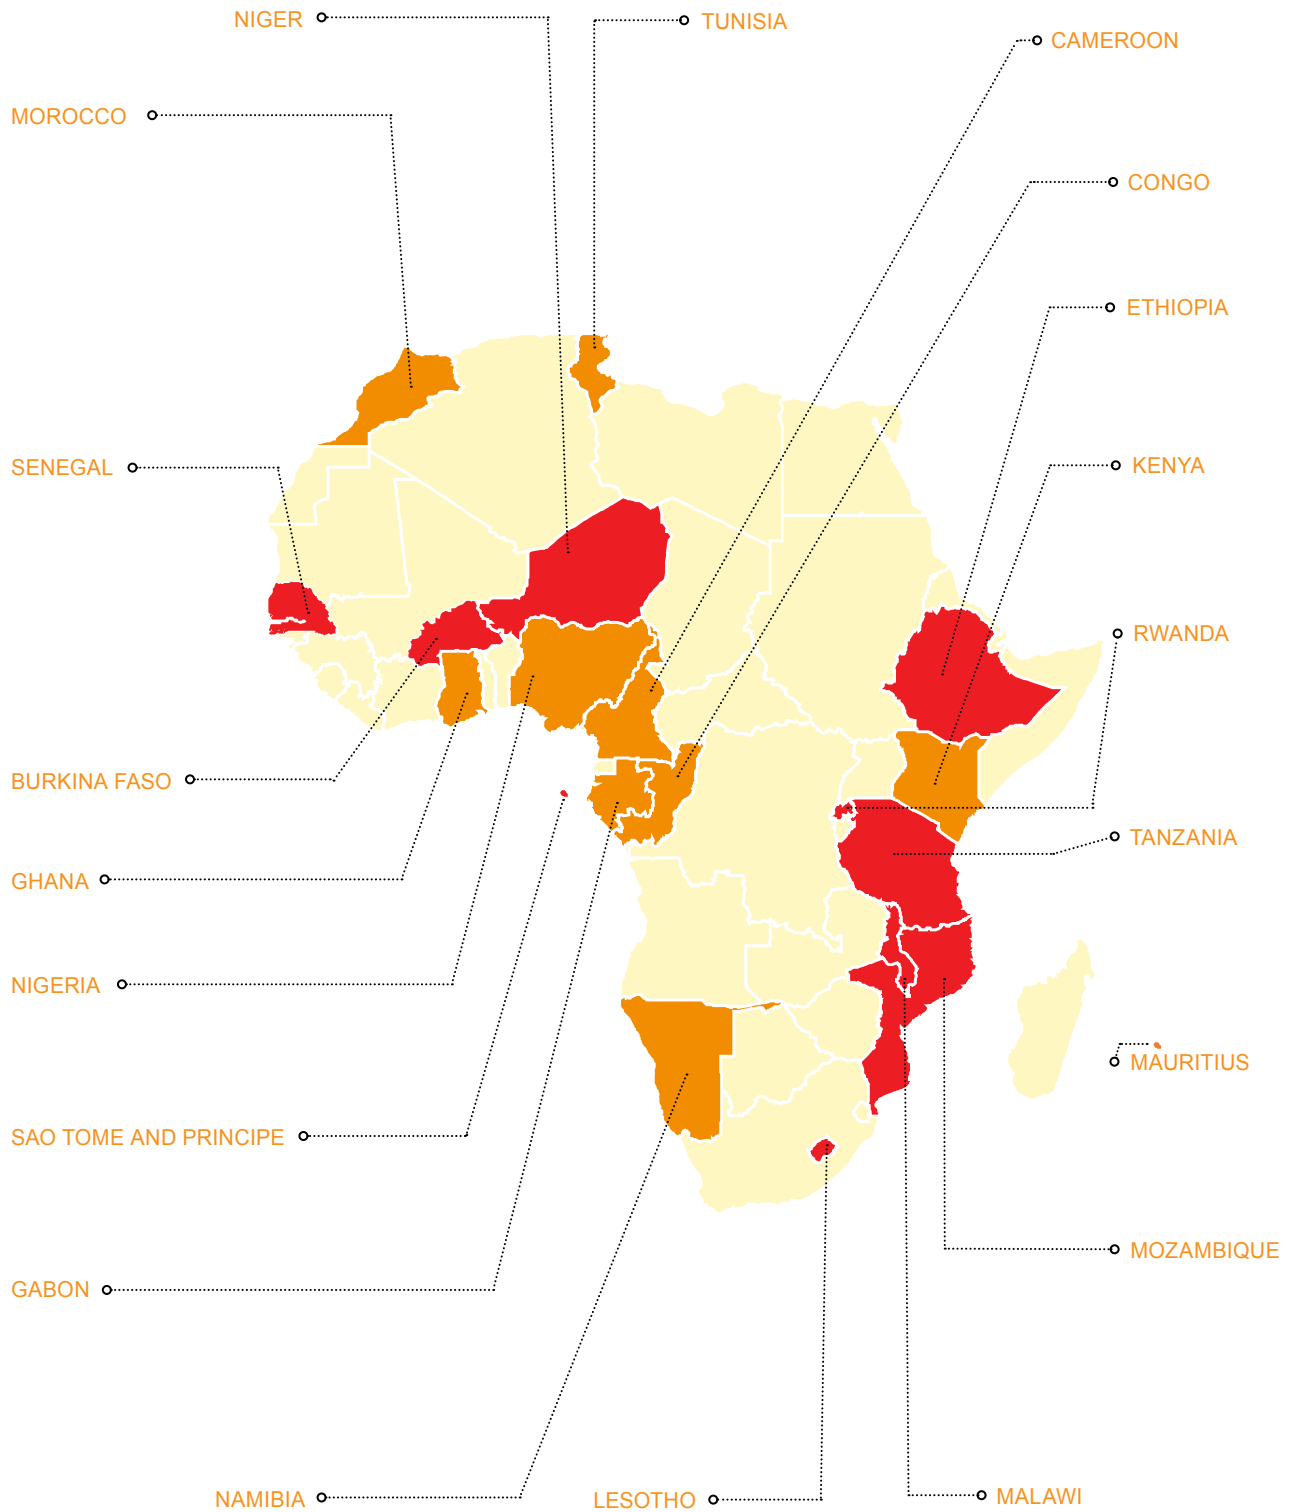 NIGER
TUNISIA
CAMEROON
MOROCCO
CONGO
ETHIOPIA
SENEGAL
KENYA
RWANDA
BURKINA FASO
TANZANIA
GHANA
NIGERIA
MAURITIUS
SAO TOME AND PRINCIPE
MOZAMBIQUE
GABON
NAMIBIA
LESOTHO
MALAWI